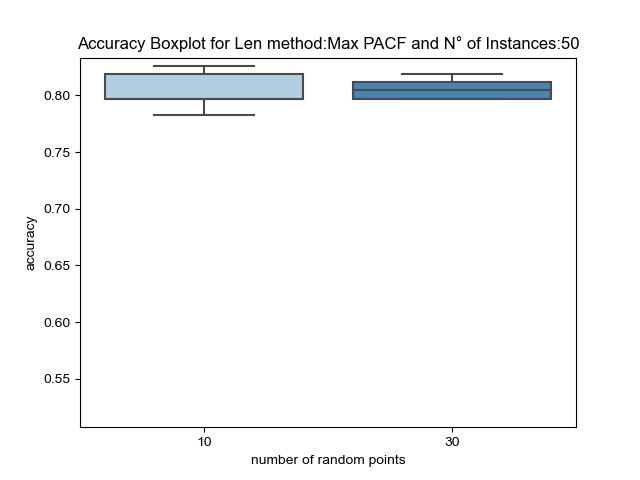 Accuracy Boxplot for Len method:Max PACF and N° of Instances:50
0.80
0.75
0.70
0.65
0.60
0.55
accuracy
10
30
number of random points